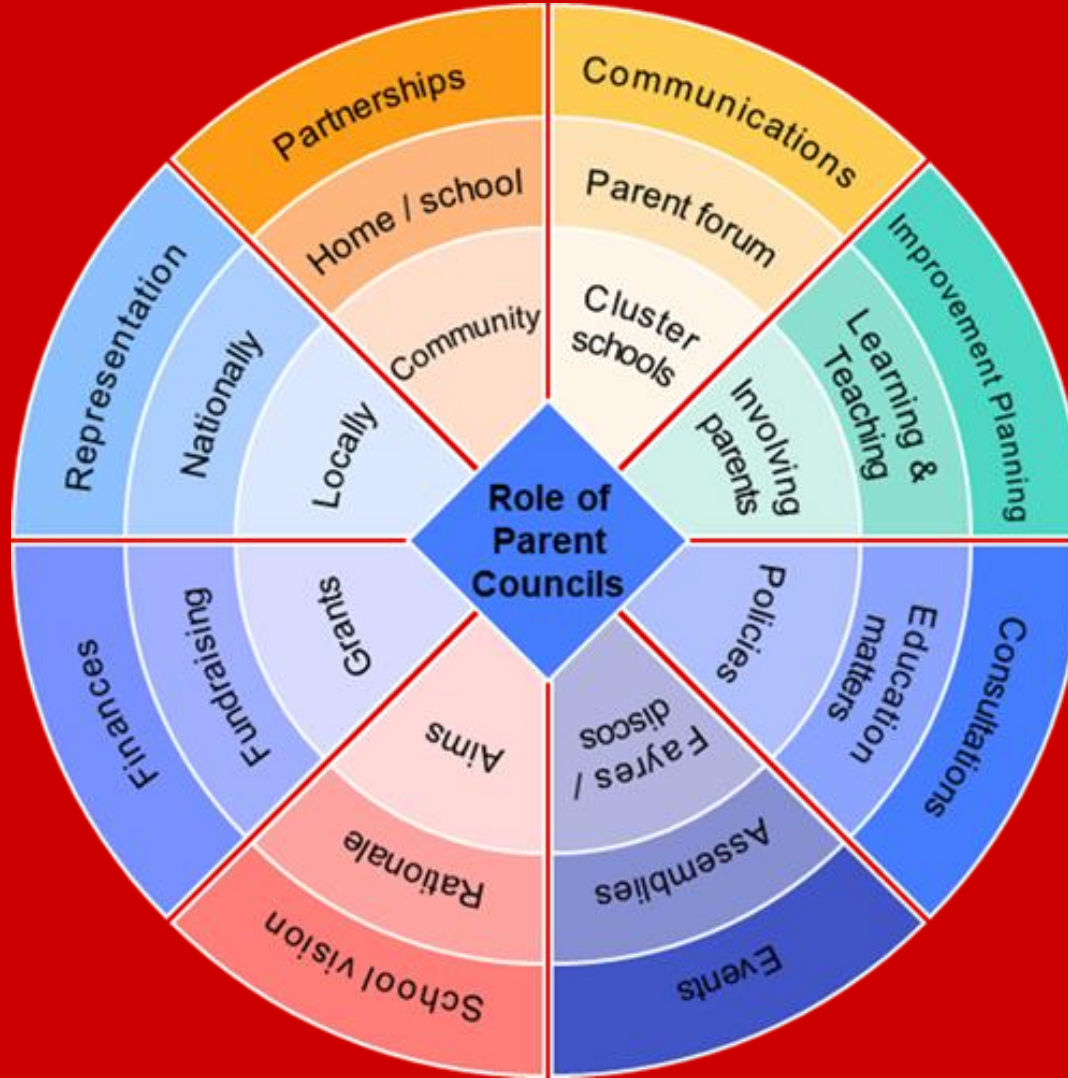 Role of
Parent
Councils
Communications
Parent forum
Cluster
schools
Improvement Planning
Learning &
Teaching
Involving
parents
Consultations
Education
matters
Policies
Events
Assemblies
Fayres /
discos
School vision
Rationale
Aims
Finances
Fundraising
Grants
Representation
Nationally
Locally
Partnerships
Home / school
Community